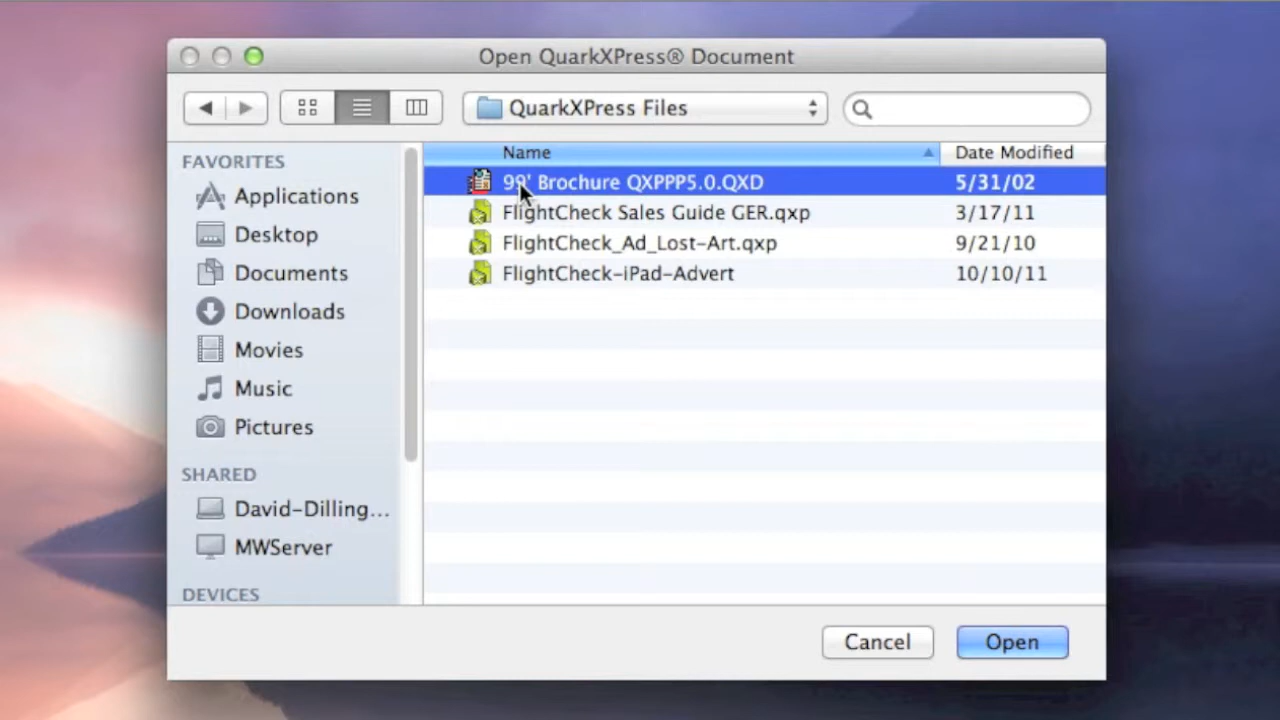 Open QuarkXPress® Document
QuarkXPress Files
FAVORITES
Applications
Desktop
Documents
Downloads
Movies
Music
Pictures
SHARED
David-Dilling...
MWServer
DEVICES
Name Date Modified
99' Brochure QXPPP5.0.QXD 5/31/02
FlightCheck Sales Guide GER.qxp 3/17/11
FlightCheck_Ad_Lost-Art.qxp 9/21/10
FlightCheck-iPad-Advert 10/10/11
Cancel Open